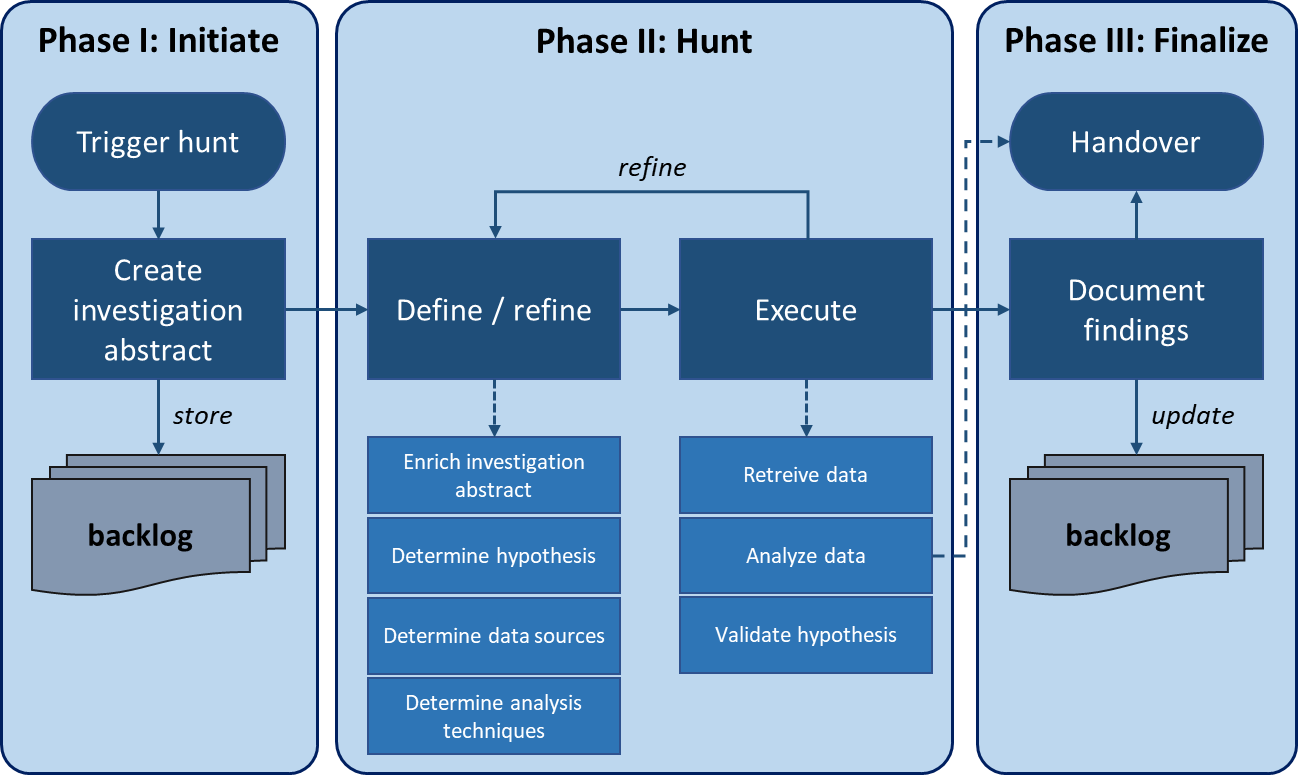 Phase I: Initiate
Trigger hunt
Create
investigation
abstract
store
backlog
Phase II: Hunt
refine
Define / refine
Execute
Enrich investigation
abstract
Determine hypothesis
Determine data sources
Determine analysis
techniques
Retreive data
Analyze data
Validate hypothesis
Phase III: Finalize
Handover
Document
findings
update
backlog